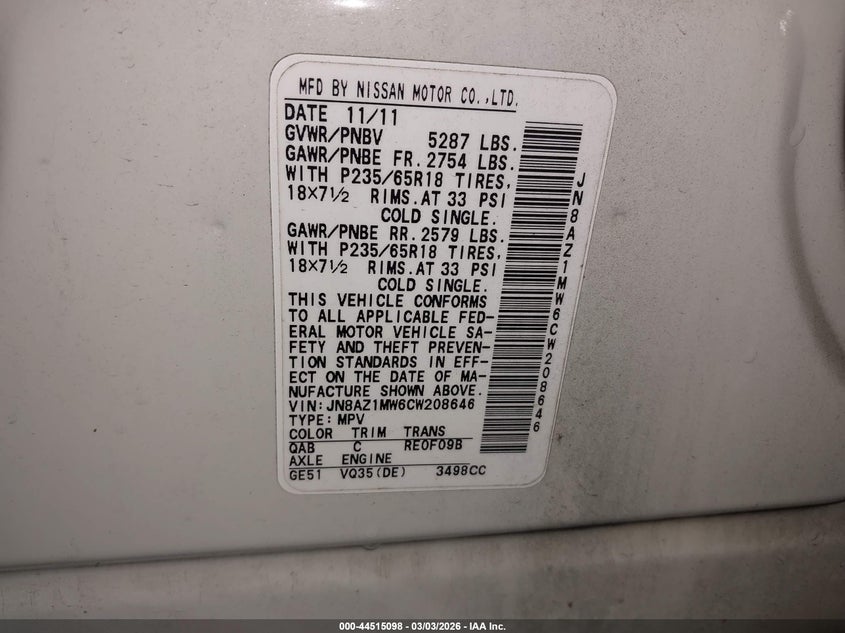 MFD BY NISSAN MOTOR CO.,LTD.
DATE 11/11
GVWR/PNBV 5287 LBS.
GAWR/PNBE FR. 2754 LBS.
WITH P235/65R18 TIRES,
18×7½ RIMS.AT 33 PSI
COLD SINGLE.
GAWR/PNBE RR. 2579 LBS.
WITH P235/65R18 TIRES,
18×7½ RIMS.AT 33 PSI
COLD SINGLE.
THIS VEHICLE CONFORMS
TO ALL APPLICABLE FED-
ERAL MOTOR VEHICLE SA-
FETY AND THEFT PREVEN-
TION STANDARDS IN EFF-
ECT ON THE DATE OF MA-
NUFACTURE SHOWN ABOVE.
VIN:JN8AZ1MW6CW208646
TYPE:MPV
COLOR TRIM TRANS
QAB C RE0F09B
AXLE ENGINE
GE51 VQ35(DE) 3498CC
JN8AZ1MW6CW208646
000-44515098 - 03/03/2026 - IAA Inc.